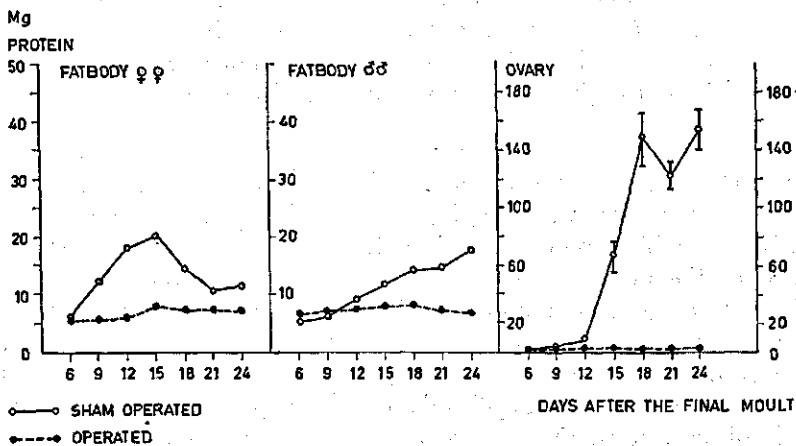 Mg
PROTEIN
FATBODY ♀♀
FATBODY ♂♂
OVARY
50
40
30
20
10
0
40
30
20
10
180
140
100
60
20
180
140
100
60
20
0
6 9 12 15 18 21 24
6 9 12 15 18 21 24
6 9 12 15 18 21 24
SHAM OPERATED
OPERATED
DAYS AFTER THE FINAL MOULT